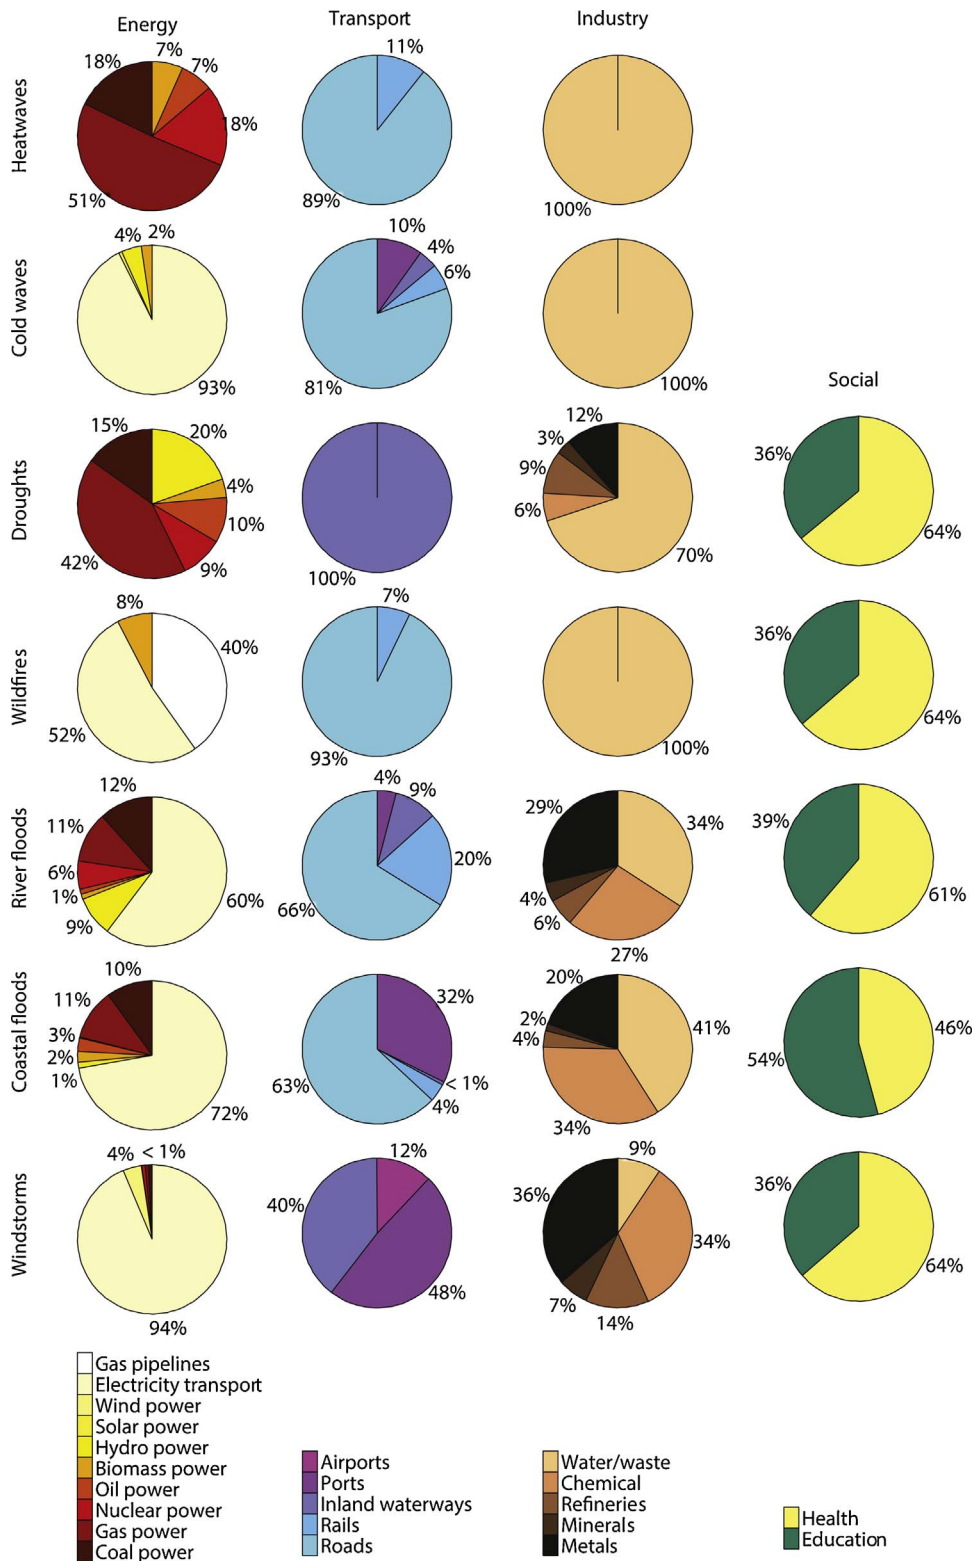 Energy
Transport
Industry
Heatwaves
18%
7%
7%
18%
51%
11%
89%
100%
Cold waves
4%
2%
93%
10%
4%
6%
81%
100%
Social
Droughts
15%
20%
4%
10%
9%
42%
100%
12%
3%
9%
6%
70%
36%
64%
Wildfires
8%
40%
52%
7%
93%
100%
36%
64%
River floods
12%
11%
6%
1%
9%
60%
4%
9%
20%
66%
29%
34%
4%
6%
27%
39%
61%
Coastal floods
10%
11%
3%
2%
1%
72%
32%
< 1%
4%
63%
20%
2%
4%
41%
34%
46%
54%
Windstorms
4%
< 1%
94%
12%
40%
48%
9%
36%
34%
7%
14%
36%
64%
Gas pipelines
Electricity transport
Wind power
Solar power
Hydro power
Biomass power
Oil power
Nuclear power
Gas power
Coal power
Airports
Ports
Inland waterways
Rails
Roads
Water/waste
Chemical
Refineries
Minerals
Metals
Health
Education